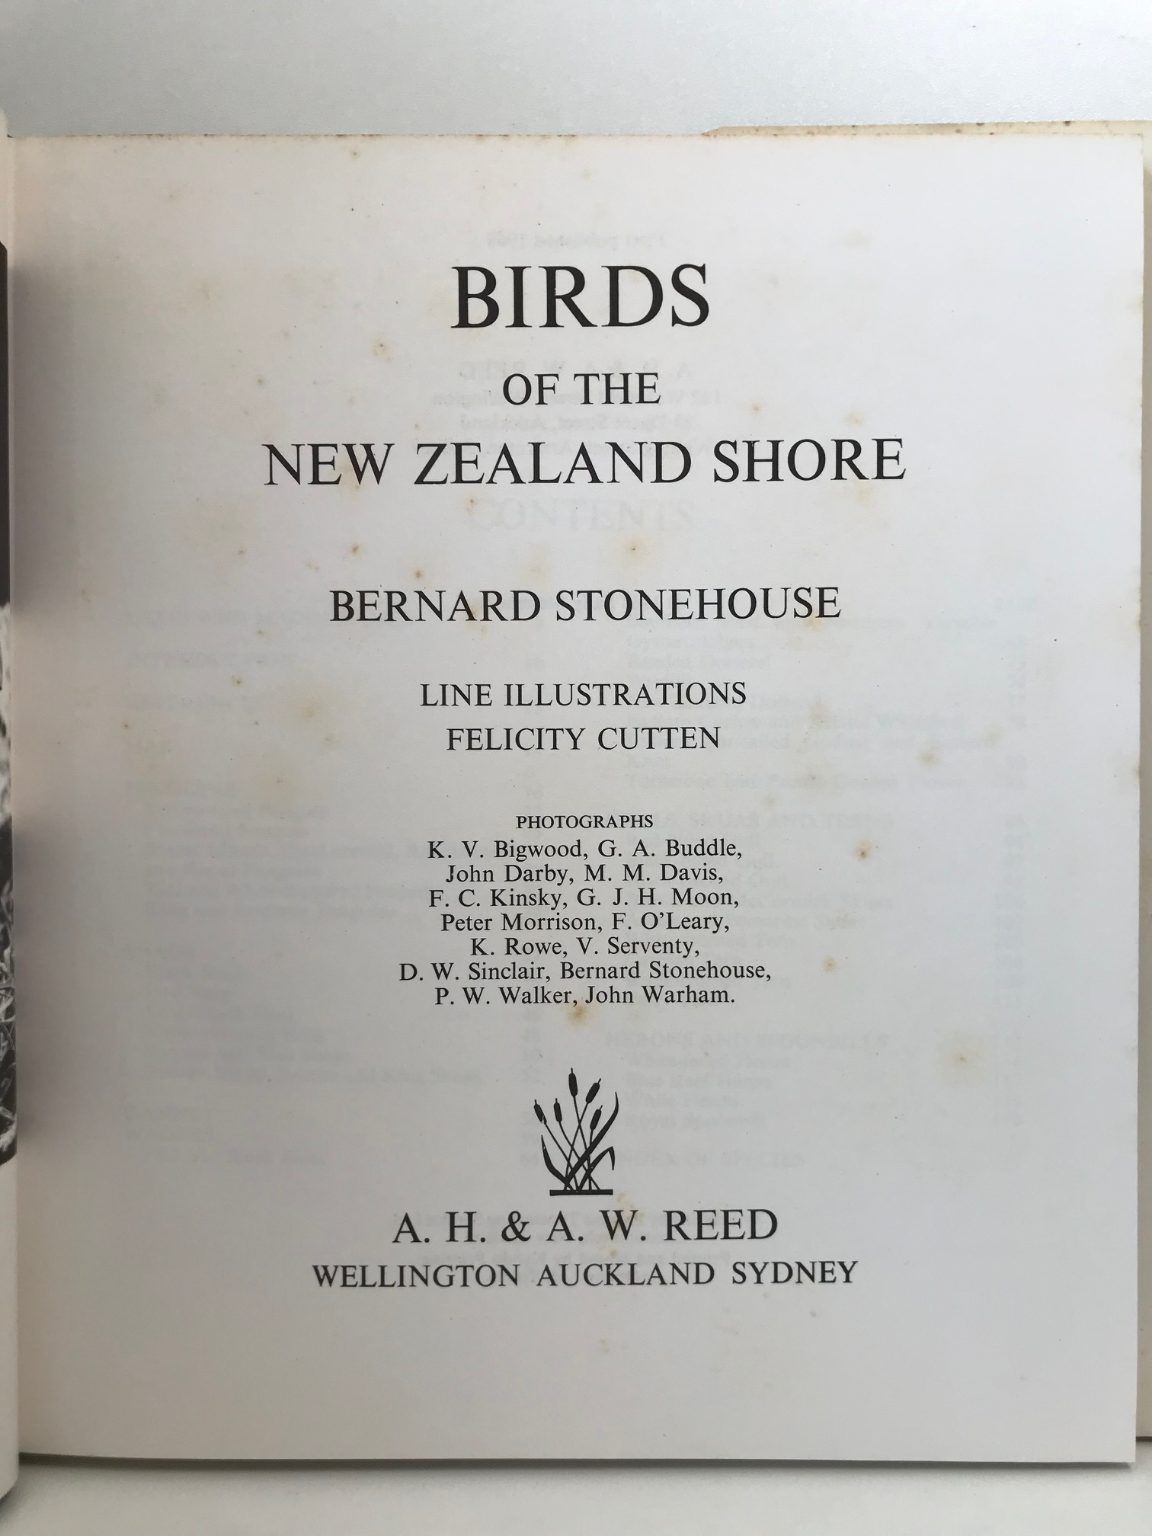 BIRDS
OF THE
NEW ZEALAND SHORE
BERNARD STONEHOUSE
LINE ILLUSTRATIONS
FELICITY CUTTEN
PHOTOGRAPHS
K. V. Bigwood, G. A. Buddle,
John Darby, M. M. Davis,
F. C. Kinsky, G. J. H. Moon,
Peter Morrison, F. O'Leary,
K. Rowe, V. Serventy,
D. W. Sinclair, Bernard Stonehouse,
P. W. Walker, John Warham.
A. H. & A. W. REED
WELLINGTON AUCKLAND SYDNEY